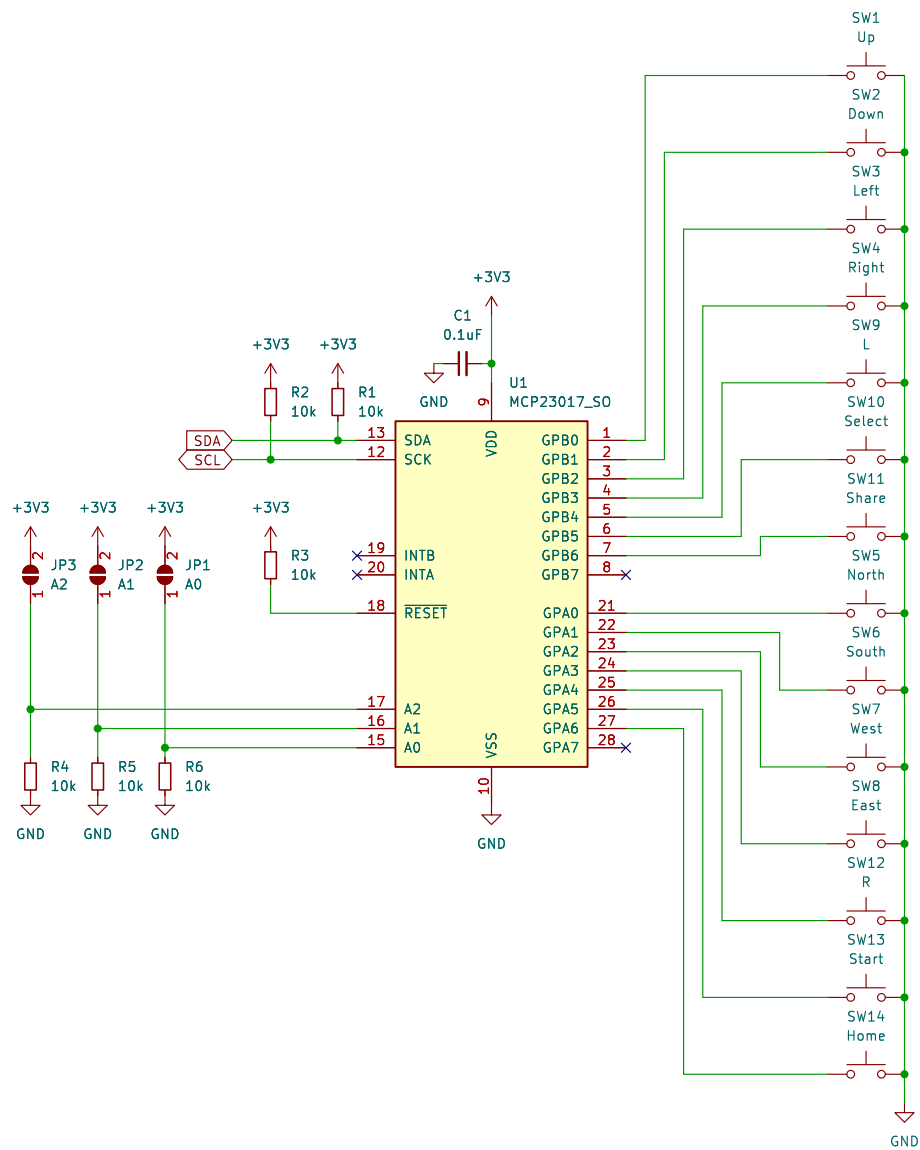 SW1
Up
SW2
Down
SW3
Left
SW4
Right
SW9
L
SW10
Select
SW11
Share
SW5
North
SW6
South
SW7
West
SW8
East
SW12
R
SW13
Start
SW14
Home
GND
+3V3
C1
0.1uF
GND
+3V3
R2
10k
+3V3
R1
10k
SDA
SCL
U1
MCP23017_SO
9
VDD
13 SDA
12 SCK
19 INTB
20 INTA
18 RESET
17 A2
16 A1
15 A0
GPB0 1
GPB1 2
GPB2 3
GPB3 4
GPB4 5
GPB5 6
GPB6 7
GPB7 8
GPA0 21
GPA1 22
GPA2 23
GPA3 24
GPA4 25
GPA5 26
GPA6 27
GPA7 28
VSS
10
GND
+3V3
R3
10k
+3V3
2
JP3
A2
1
+3V3
2
JP2
A1
1
+3V3
2
JP1
A0
1
R4
10k
GND
R5
10k
GND
R6
10k
GND